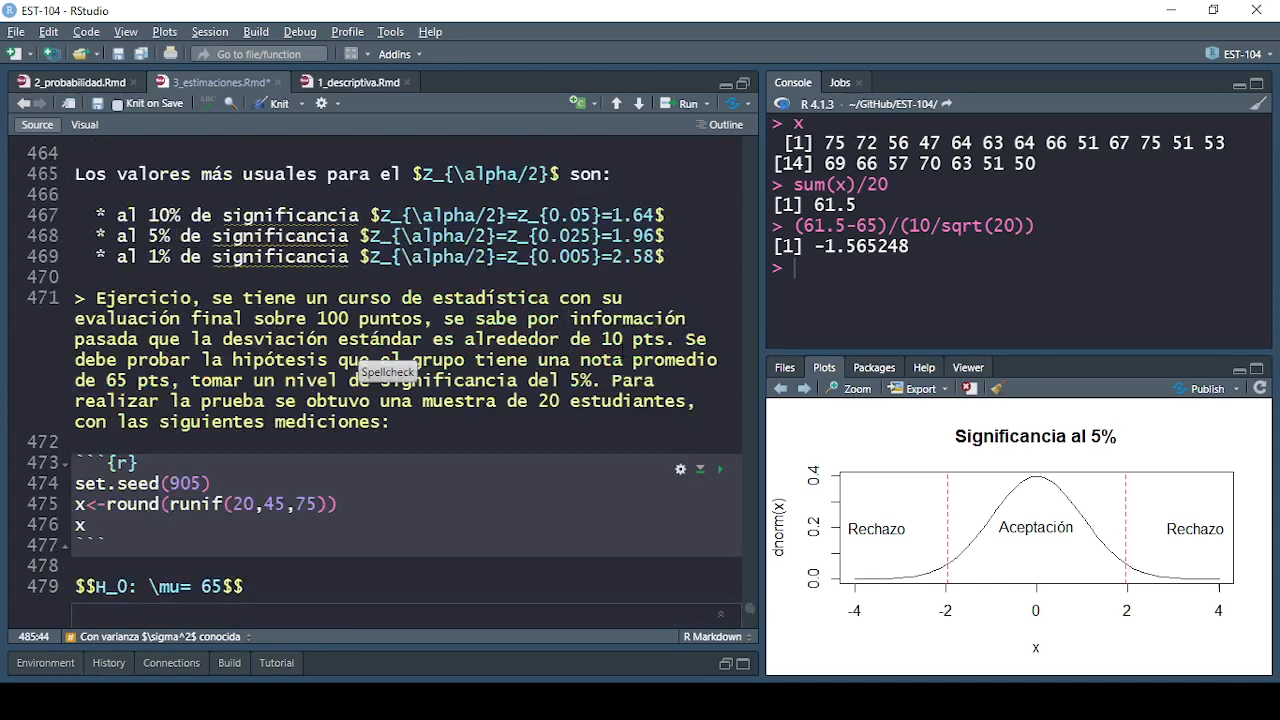 EST-104 - RStudio
File Edit Code View Plots Session Build Debug Profile Tools Help
Go to file/function Addins EST-104
2_probabilidad.Rmd 3_estimaciones.Rmd* 1_descriptiva.Rmd
Knit on Save ABC Knit Run
Source Visual Outline
464
465 Los valores más usuales para el $Z_{\alpha/2}$ son:
466
467 * al 10% de significancia $Z_{\alpha/2}=Z_{0.05}=1.64$
468 * al 5% de significancia $Z_{\alpha/2}=Z_{0.025}=1.96$
469 * al 1% de significancia $Z_{\alpha/2}=Z_{0.005}=2.58$
470
471 > Ejercicio, se tiene un curso de estadística con su
evaluación final sobre 100 puntos, se sabe por información
pasada que la desviación estándar es alrededor de 10 pts. Se
debe probar la hipótesis que el grupo tiene una nota promedio
Spellcheck
de 65 pts, tomar un nivel de significancia del 5%. Para
realizar la prueba se obtuvo una muestra de 20 estudiantes,
con las siguientes mediciones:
472
473 ```{r}
474 set.seed(905)
475 x<-round(runif(20,45,75))
476 x
477 ```
478
479 $$H_0: \mu= 65$$
485:44 # Con varianza $\sigma^2$ conocida R Markdown
Environment History Connections Build Tutorial
Console Jobs
R 4.1.3 · ~/GitHub/EST-104/
> x
[1] 75 72 56 47 64 63 64 66 51 67 75 51 53
[14] 69 66 57 70 63 51 50
> sum(x)/20
[1] 61.5
> (61.5-65)/(10/sqrt(20))
[1] -1.565248
>
Files Plots Packages Help Viewer
Zoom Export Publish
Significancia al 5%
dnorm(x)
0.4
0.2
0.0
Rechazo Aceptación Rechazo
-4 -2 0 2 4
x